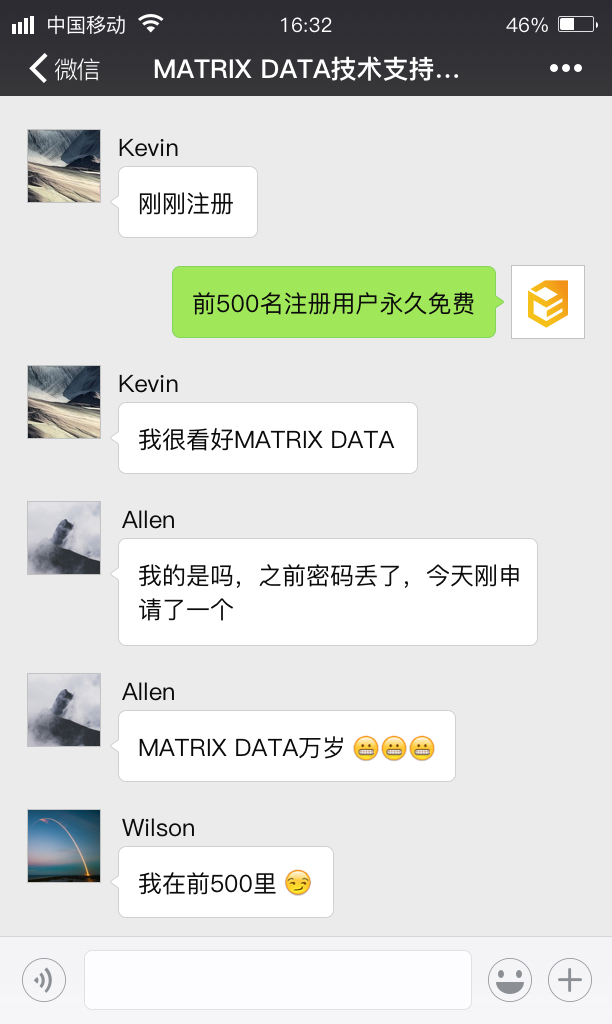 中国移动 16:32 46%
微信 MATRIX DATA技术支持…
Kevin
刚刚注册
前500名注册用户永久免费
Kevin
我很看好MATRIX DATA
Allen
我的是吗，之前密码丢了，今天刚申
请了一个
Allen
MATRIX DATA万岁 😬😬😬
Wilson
我在前500里 😏